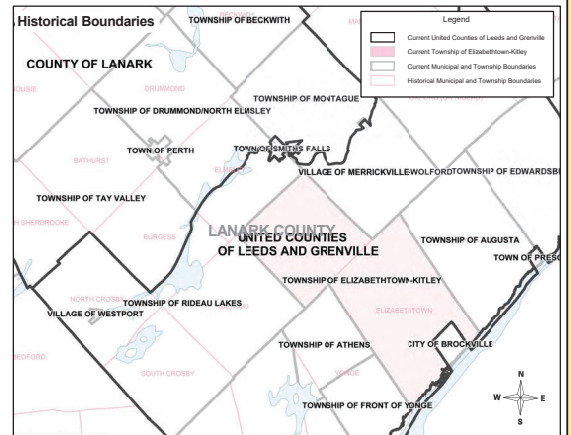 Historical Boundaries
TOWNSHIP OF BECKWITH
BECKWITH
Legend
Current United Counties of Leeds and Grenville
Current Township of Elizabethtown-Kitley
Current Municipal and Township Boundaries
Historical Municipal and Township Boundaries
COUNTY OF LANARK
DRUMMOND
TOWNSHIP OF MONTAGUE
TOWNSHIP OF DRUMMOND/NORTH ELMSLEY
TOWN OF PERTH
TOWN OF SMITHS FALLS
BATHURST
VILLAGE OF MERRICKVILLE-WOLFORD
TOWNSHIP OF EDWARDSB
TOWNSHIP OF TAY VALLEY
H SHERBROOKE
BURGESS
LANARK COUNTY
UNITED COUNTIES
OF LEEDS AND GRENVILLE
TOWNSHIP OF AUGUSTA
TOWN OF PRESC
TOWNSHIP OF ELIZABETHTOWN-KITLEY
NORTH CROSBY
TOWNSHIP OF RIDEAU LAKES
VILLAGE OF WESTPORT
ELIZABETHTOWN
TOWNSHIP OF ATHENS
CITY OF BROCKVILLE
BEDFORD
SOUTH CROSBY
YONGE
TOWNSHIP OF FRONT OF YONGE
N
W
E
S